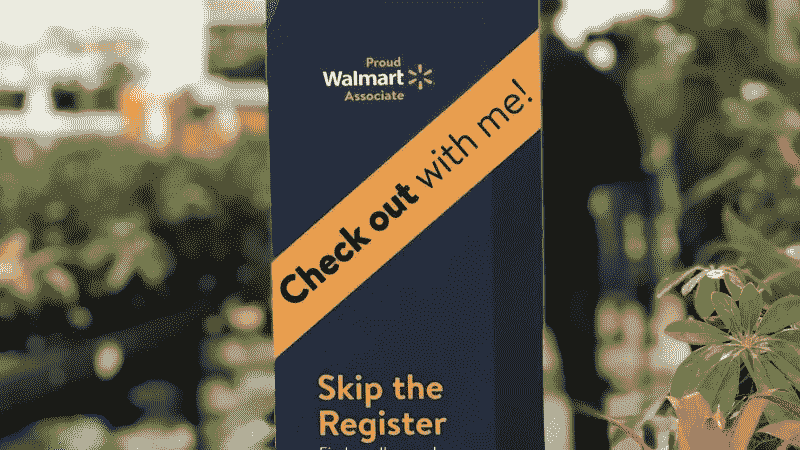 Proud
Walmart
Associate
Check out with me!
Skip the
Register